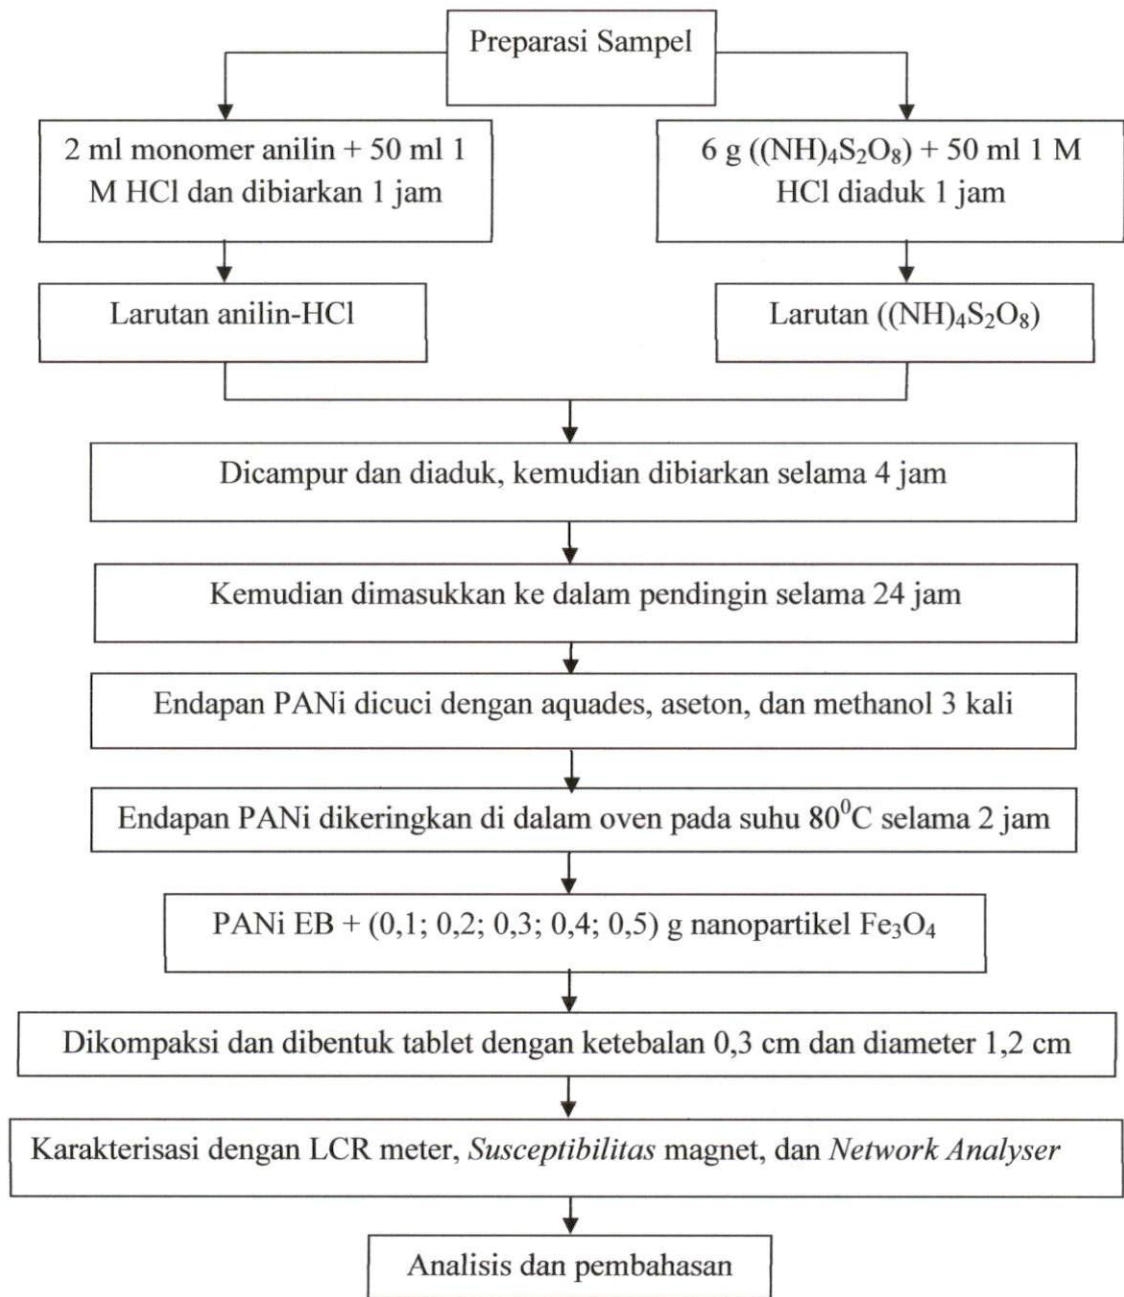 Preparasi Sampel
2 ml monomer anilin + 50 ml 1
M HCl dan dibiarkan 1 jam
6 g ((NH)₄S₂O₈) + 50 ml 1 M
HCl diaduk 1 jam
Larutan anilin-HCl
Larutan ((NH)₄S₂O₈)
Dicampur dan diaduk, kemudian dibiarkan selama 4 jam
Kemudian dimasukkan ke dalam pendingin selama 24 jam
Endapan PANi dicuci dengan aquades, aseton, dan methanol 3 kali
Endapan PANi dikeringkan di dalam oven pada suhu 80⁰C selama 2 jam
PANi EB + (0,1; 0,2; 0,3; 0,4; 0,5) g nanopartikel Fe₃O₄
Dikompaksi dan dibentuk tablet dengan ketebalan 0,3 cm dan diameter 1,2 cm
Karakterisasi dengan LCR meter, Susceptibilitas magnet, dan Network Analyser
Analisis dan pembahasan